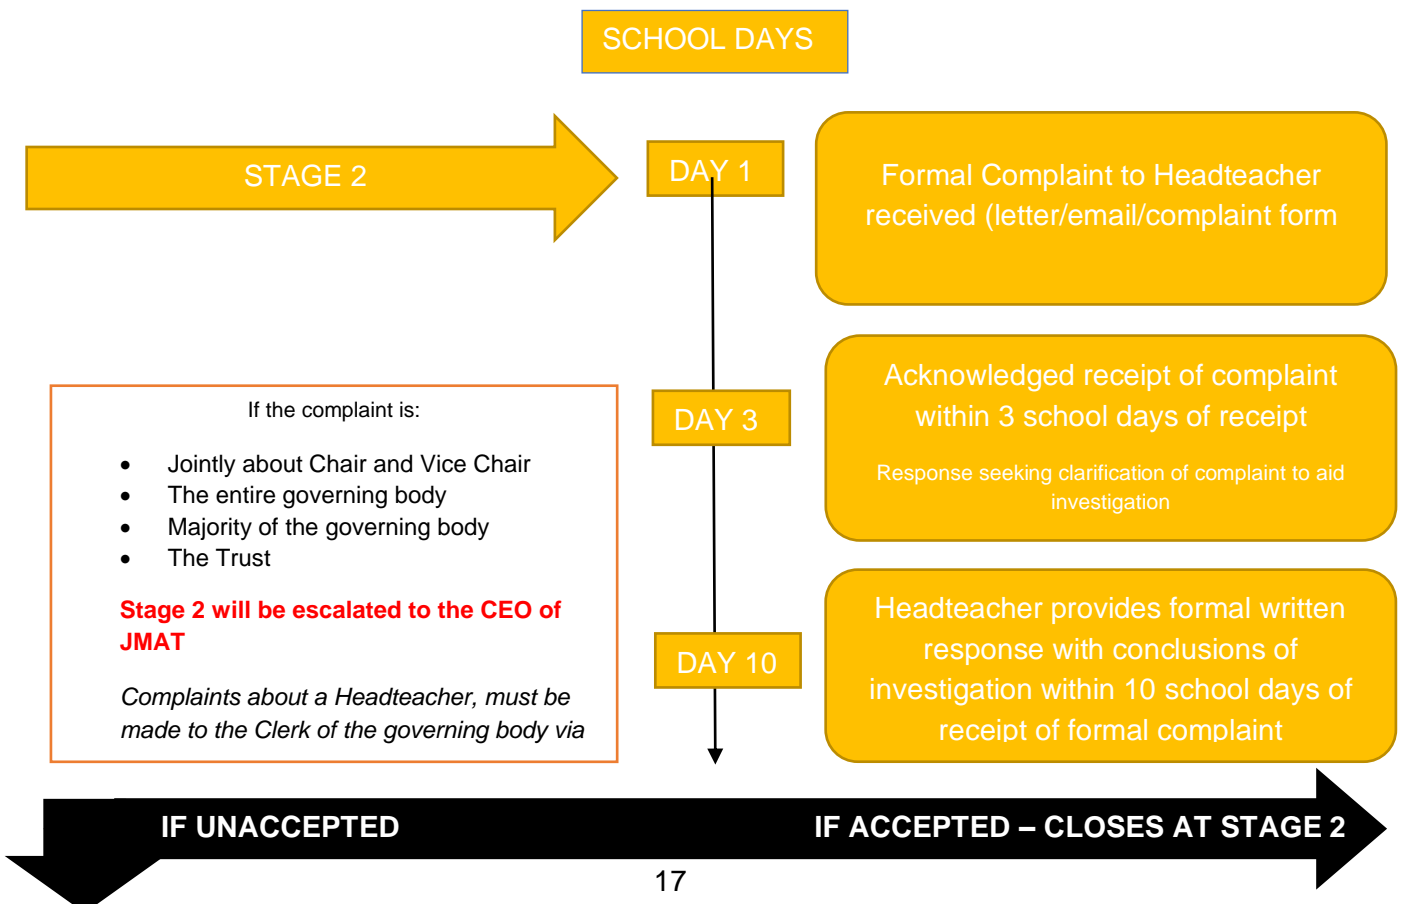 SCHOOL DAYS
STAGE 2
DAY 1
Formal Complaint to Headteacher
received (letter/email/complaint form
DAY 3
Acknowledged receipt of complaint
within 3 school days of receipt
Response seeking clarification of complaint to aid
investigation
If the complaint is:
• Jointly about Chair and Vice Chair
• The entire governing body
• Majority of the governing body
• The Trust
Stage 2 will be escalated to the CEO of
JMAT
Complaints about a Headteacher, must be
made to the Clerk of the governing body via
DAY 10
Headteacher provides formal written
response with conclusions of
investigation within 10 school days of
receipt of formal complaint
IF UNACCEPTED
IF ACCEPTED – CLOSES AT STAGE 2
17